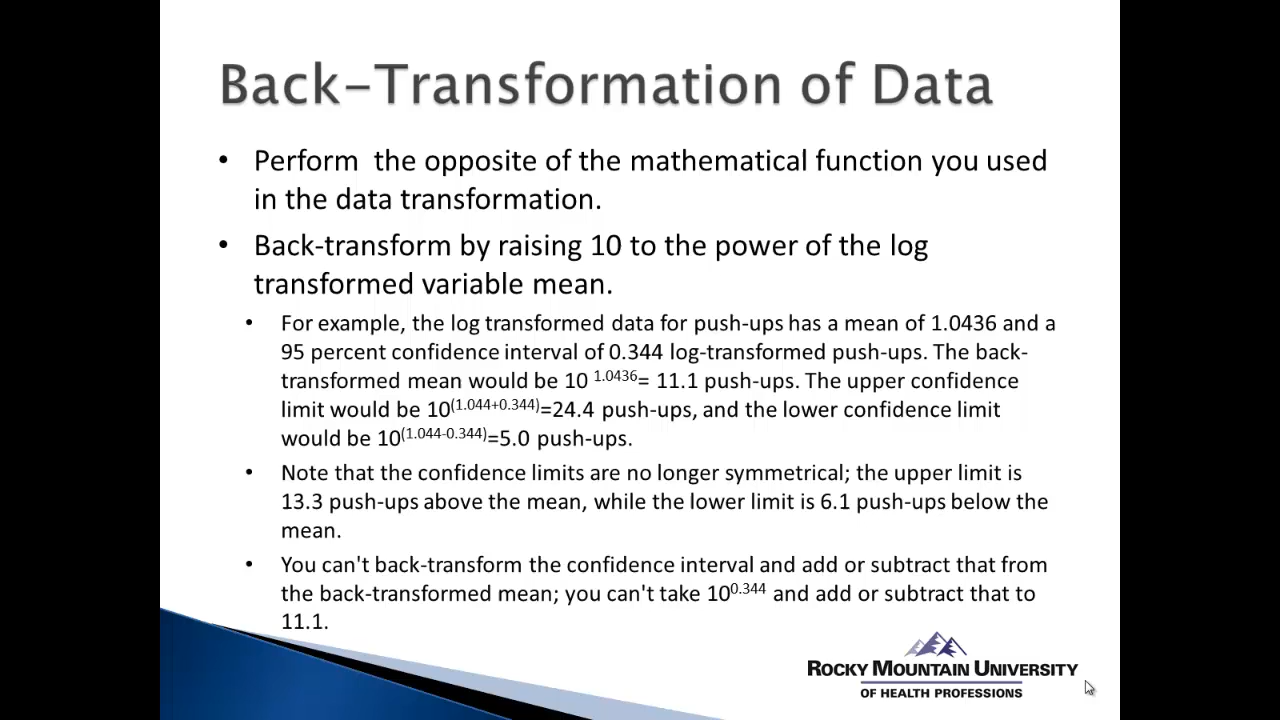 Back-Transformation of Data
• Perform  the opposite of the mathematical function you used
in the data transformation.
• Back-transform by raising 10 to the power of the log
transformed variable mean.
• For example, the log transformed data for push-ups has a mean of 1.0436 and a
95 percent confidence interval of 0.344 log-transformed push-ups. The back-
transformed mean would be 10 ^1.0436= 11.1 push-ups. The upper confidence
limit would be 10^(1.044+0.344)=24.4 push-ups, and the lower confidence limit
would be 10^(1.044-0.344)=5.0 push-ups.
• Note that the confidence limits are no longer symmetrical; the upper limit is
13.3 push-ups above the mean, while the lower limit is 6.1 push-ups below the
mean.
• You can't back-transform the confidence interval and add or subtract that from
the back-transformed mean; you can't take 10^0.344 and add or subtract that to
11.1.
ROCKY MOUNTAIN UNIVERSITY
OF HEALTH PROFESSIONS